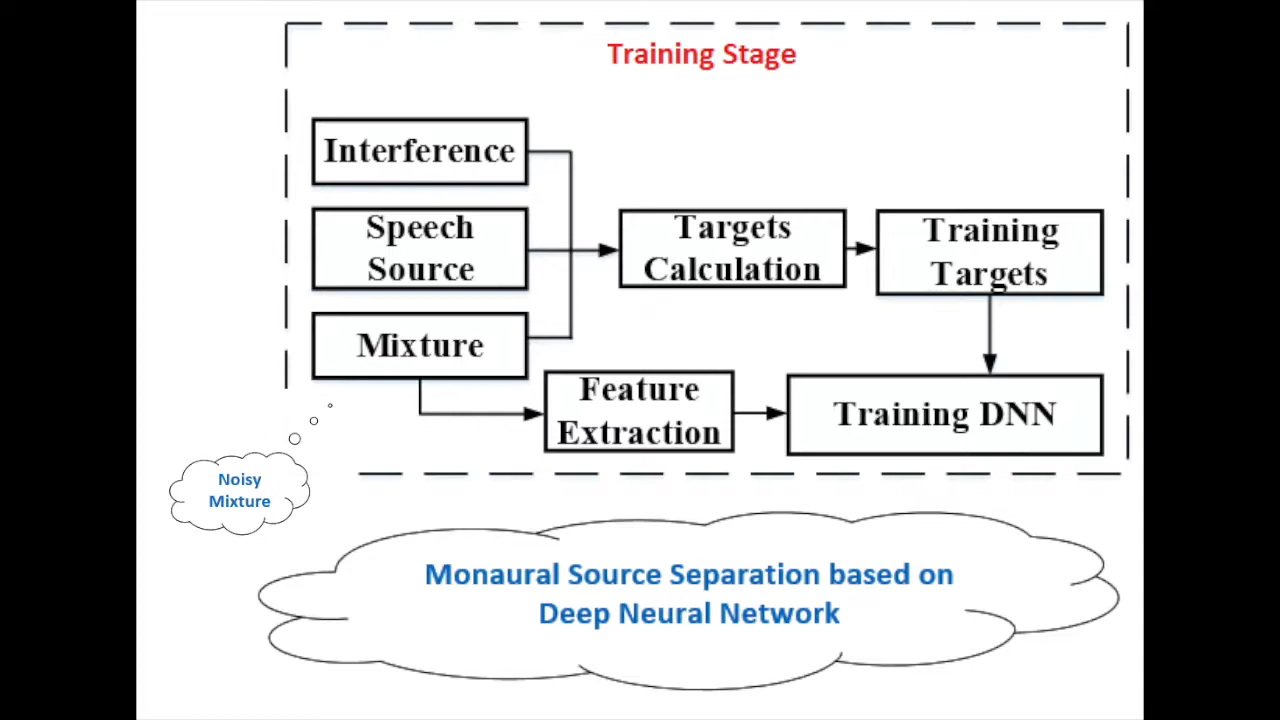 Training Stage
Interference
Speech
Source
Mixture
Targets
Calculation
Training
Targets
Feature
Extraction
Training DNN
Noisy
Mixture
Monaural Source Separation based on
Deep Neural Network